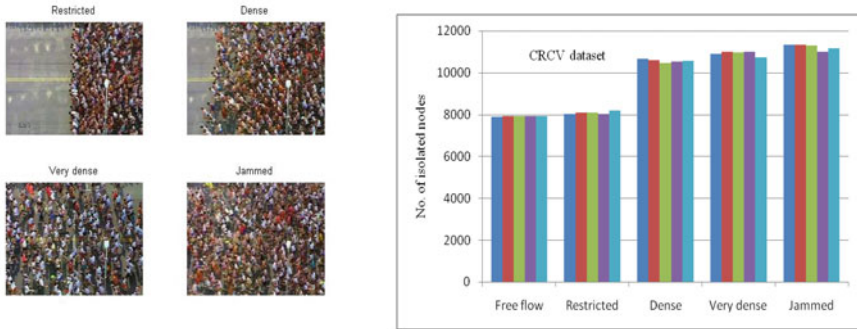 Restricted
Dense
Very dense
Jammed
CRCV dataset
No. of isolated nodes
12000
10000
8000
6000
4000
2000
0
Free flow
Restricted
Dense
Very dense
Jammed